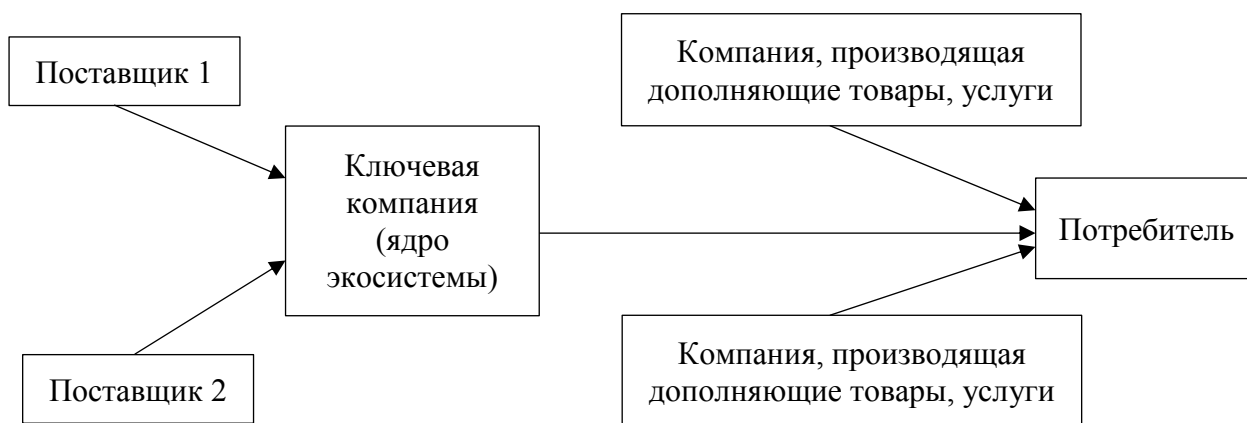 Поставщик 1
Компания, производящая
дополняющие товары, услуги
Ключевая
компания
(ядро
экосистемы)
Потребитель
Поставщик 2
Компания, производящая
дополняющие товары, услуги